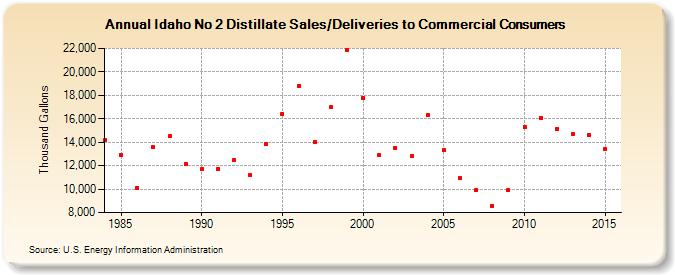 Annual Idaho No 2 Distillate Sales/Deliveries to Commercial Consumers
Thousand Gallons
22,000
20,000
18,000
16,000
14,000
12,000
10,000
8,000
1985 1990 1995 2000 2005 2010 2015
Source: U.S. Energy Information Administration